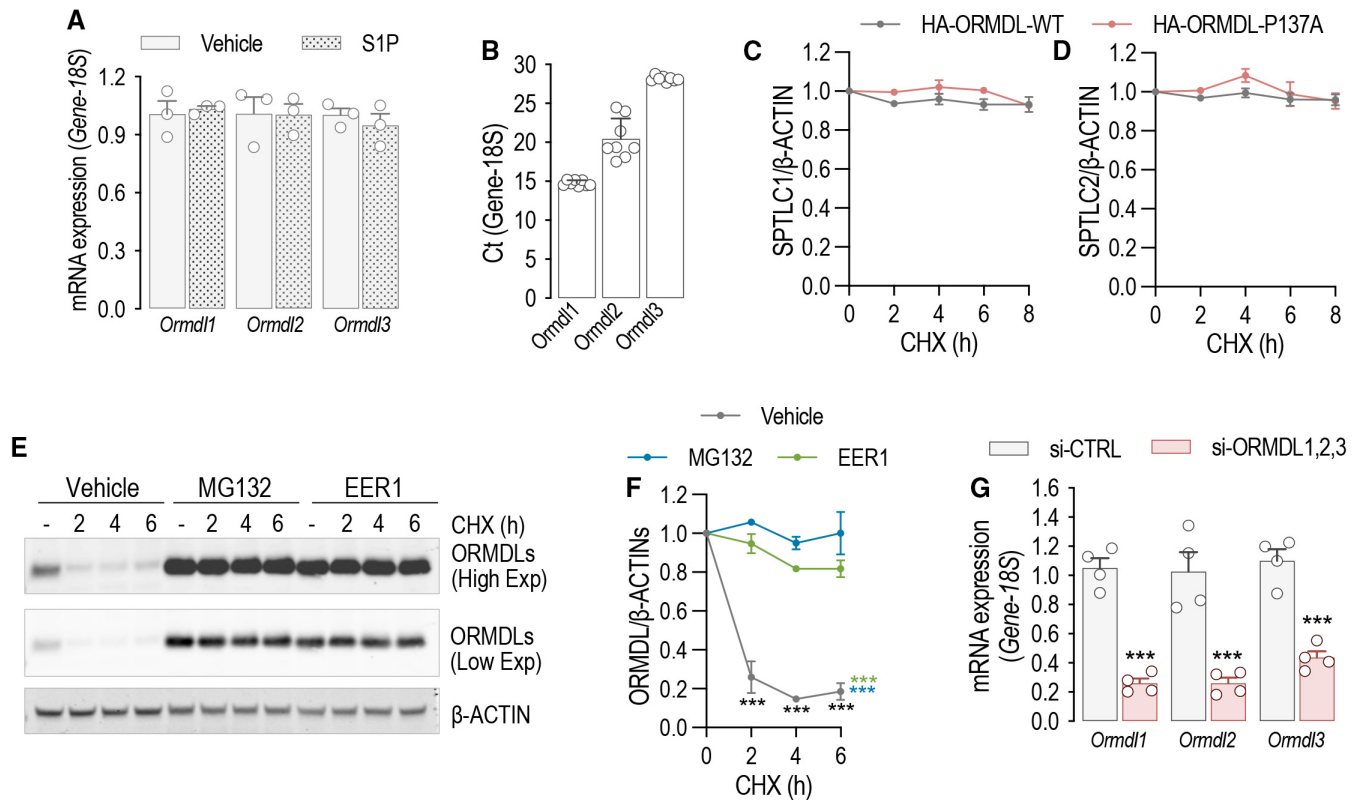 A
Vehicle
S1P
mRNA expression (Gene-18S)
1.2
0.9
0.6
0.3
0.0
Ormdl1
Ormdl2
Ormdl3
B
Ct (Gene-18S)
30
25
20
15
10
5
0
Ormdl1
Ormdl2
Ormdl3
HA-ORMDL-WT
HA-ORMDL-P137A
C
SPTLC1/β-ACTIN
1.2
1.0
0.8
0.6
0.4
0.2
0.0
0 2 4 6 8
CHX (h)
D
SPTLC2/β-ACTIN
1.2
1.0
0.8
0.6
0.4
0.2
0.0
0 2 4 6 8
CHX (h)
E
Vehicle MG132 EER1
- 2 4 6 - 2 4 6 - 2 4 6 CHX (h)
ORMDLs
(High Exp)
ORMDLs
(Low Exp)
β-ACTIN
Vehicle
MG132
EER1
F
ORMDL/β-ACTINs
1.2
1.0
0.8
0.6
0.4
0.2
0.0
***
***
***
***
***
0 2 4 6
CHX (h)
si-CTRL
si-ORMDL1,2,3
G
mRNA expression
(Gene-18S)
1.6
1.4
1.2
1.0
0.8
0.6
0.4
0.2
0.0
***
***
***
Ormdl1
Ormdl2
Ormdl3